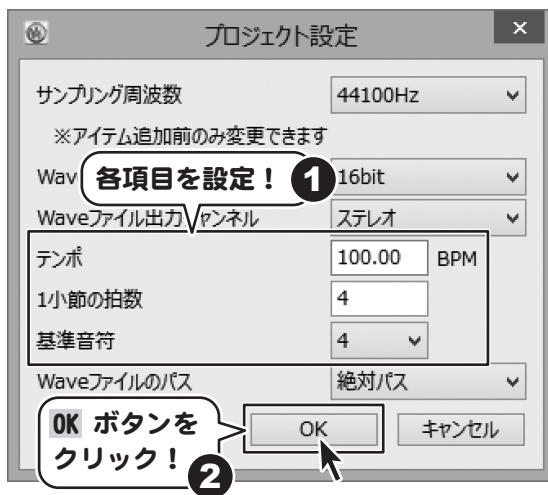 プロジェクト設定
×
サンプリング周波数 44100Hz
※アイテム追加前のみ変更できます
各項目を設定！ 1
Wav 16bit
Waveファイル出力チャンネル ステレオ
テンポ 100.00 BPM
1小節の拍数 4
基準音符 4
Waveファイルのパス 絶対パス
OK ボタンを
クリック！ 2
OK キャンセル